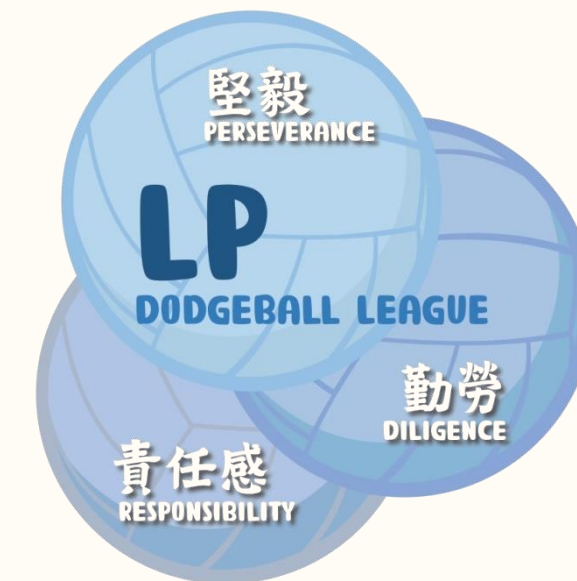 堅毅
PERSEVERANCE
LP
DODGEBALL LEAGUE
勤勞
DILIGENCE
責任感
RESPONSIBILITY